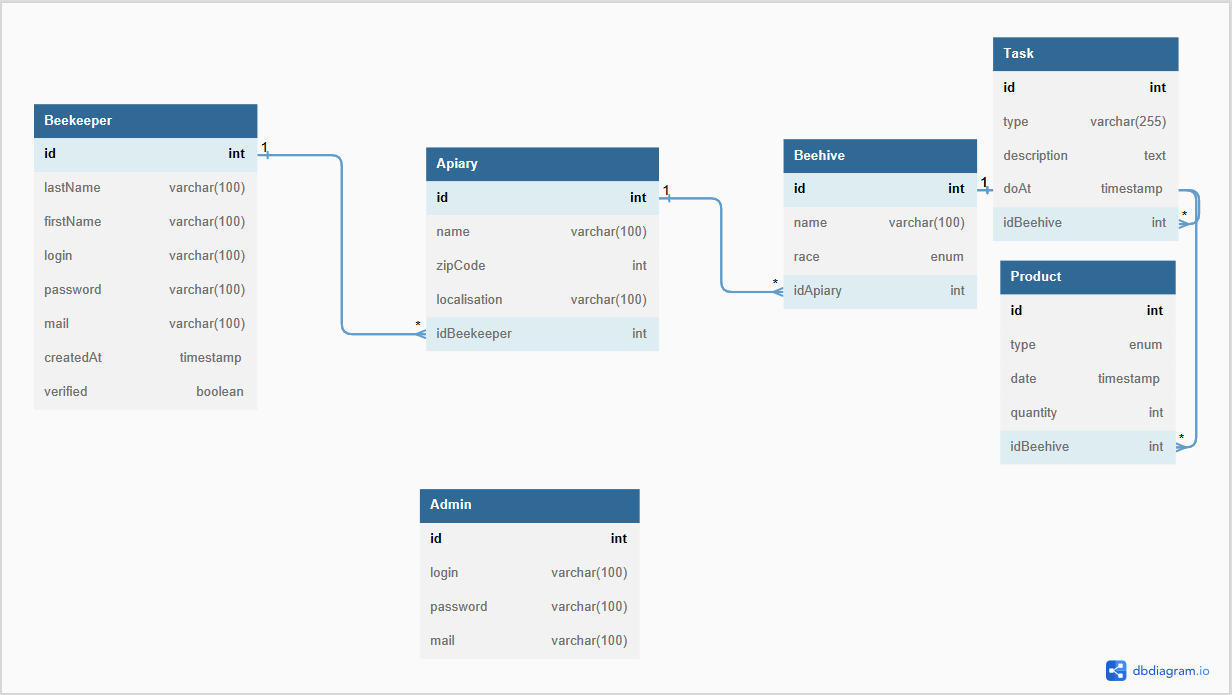 Beekeeper
id int
lastName varchar(100)
firstName varchar(100)
login varchar(100)
password varchar(100)
mail varchar(100)
createdAt timestamp
verified boolean
1
*
Apiary
id int
name varchar(100)
zipCode int
localisation varchar(100)
idBeekeeper int
1
*
Beehive
id int
name varchar(100)
race enum
idApiary int
1
*
Task
id int
type varchar(255)
description text
doAt timestamp
idBeehive int
*
Product
id int
type enum
date timestamp
quantity int
idBeehive int
Admin
id int
login varchar(100)
password varchar(100)
mail varchar(100)
dbdiagram.io